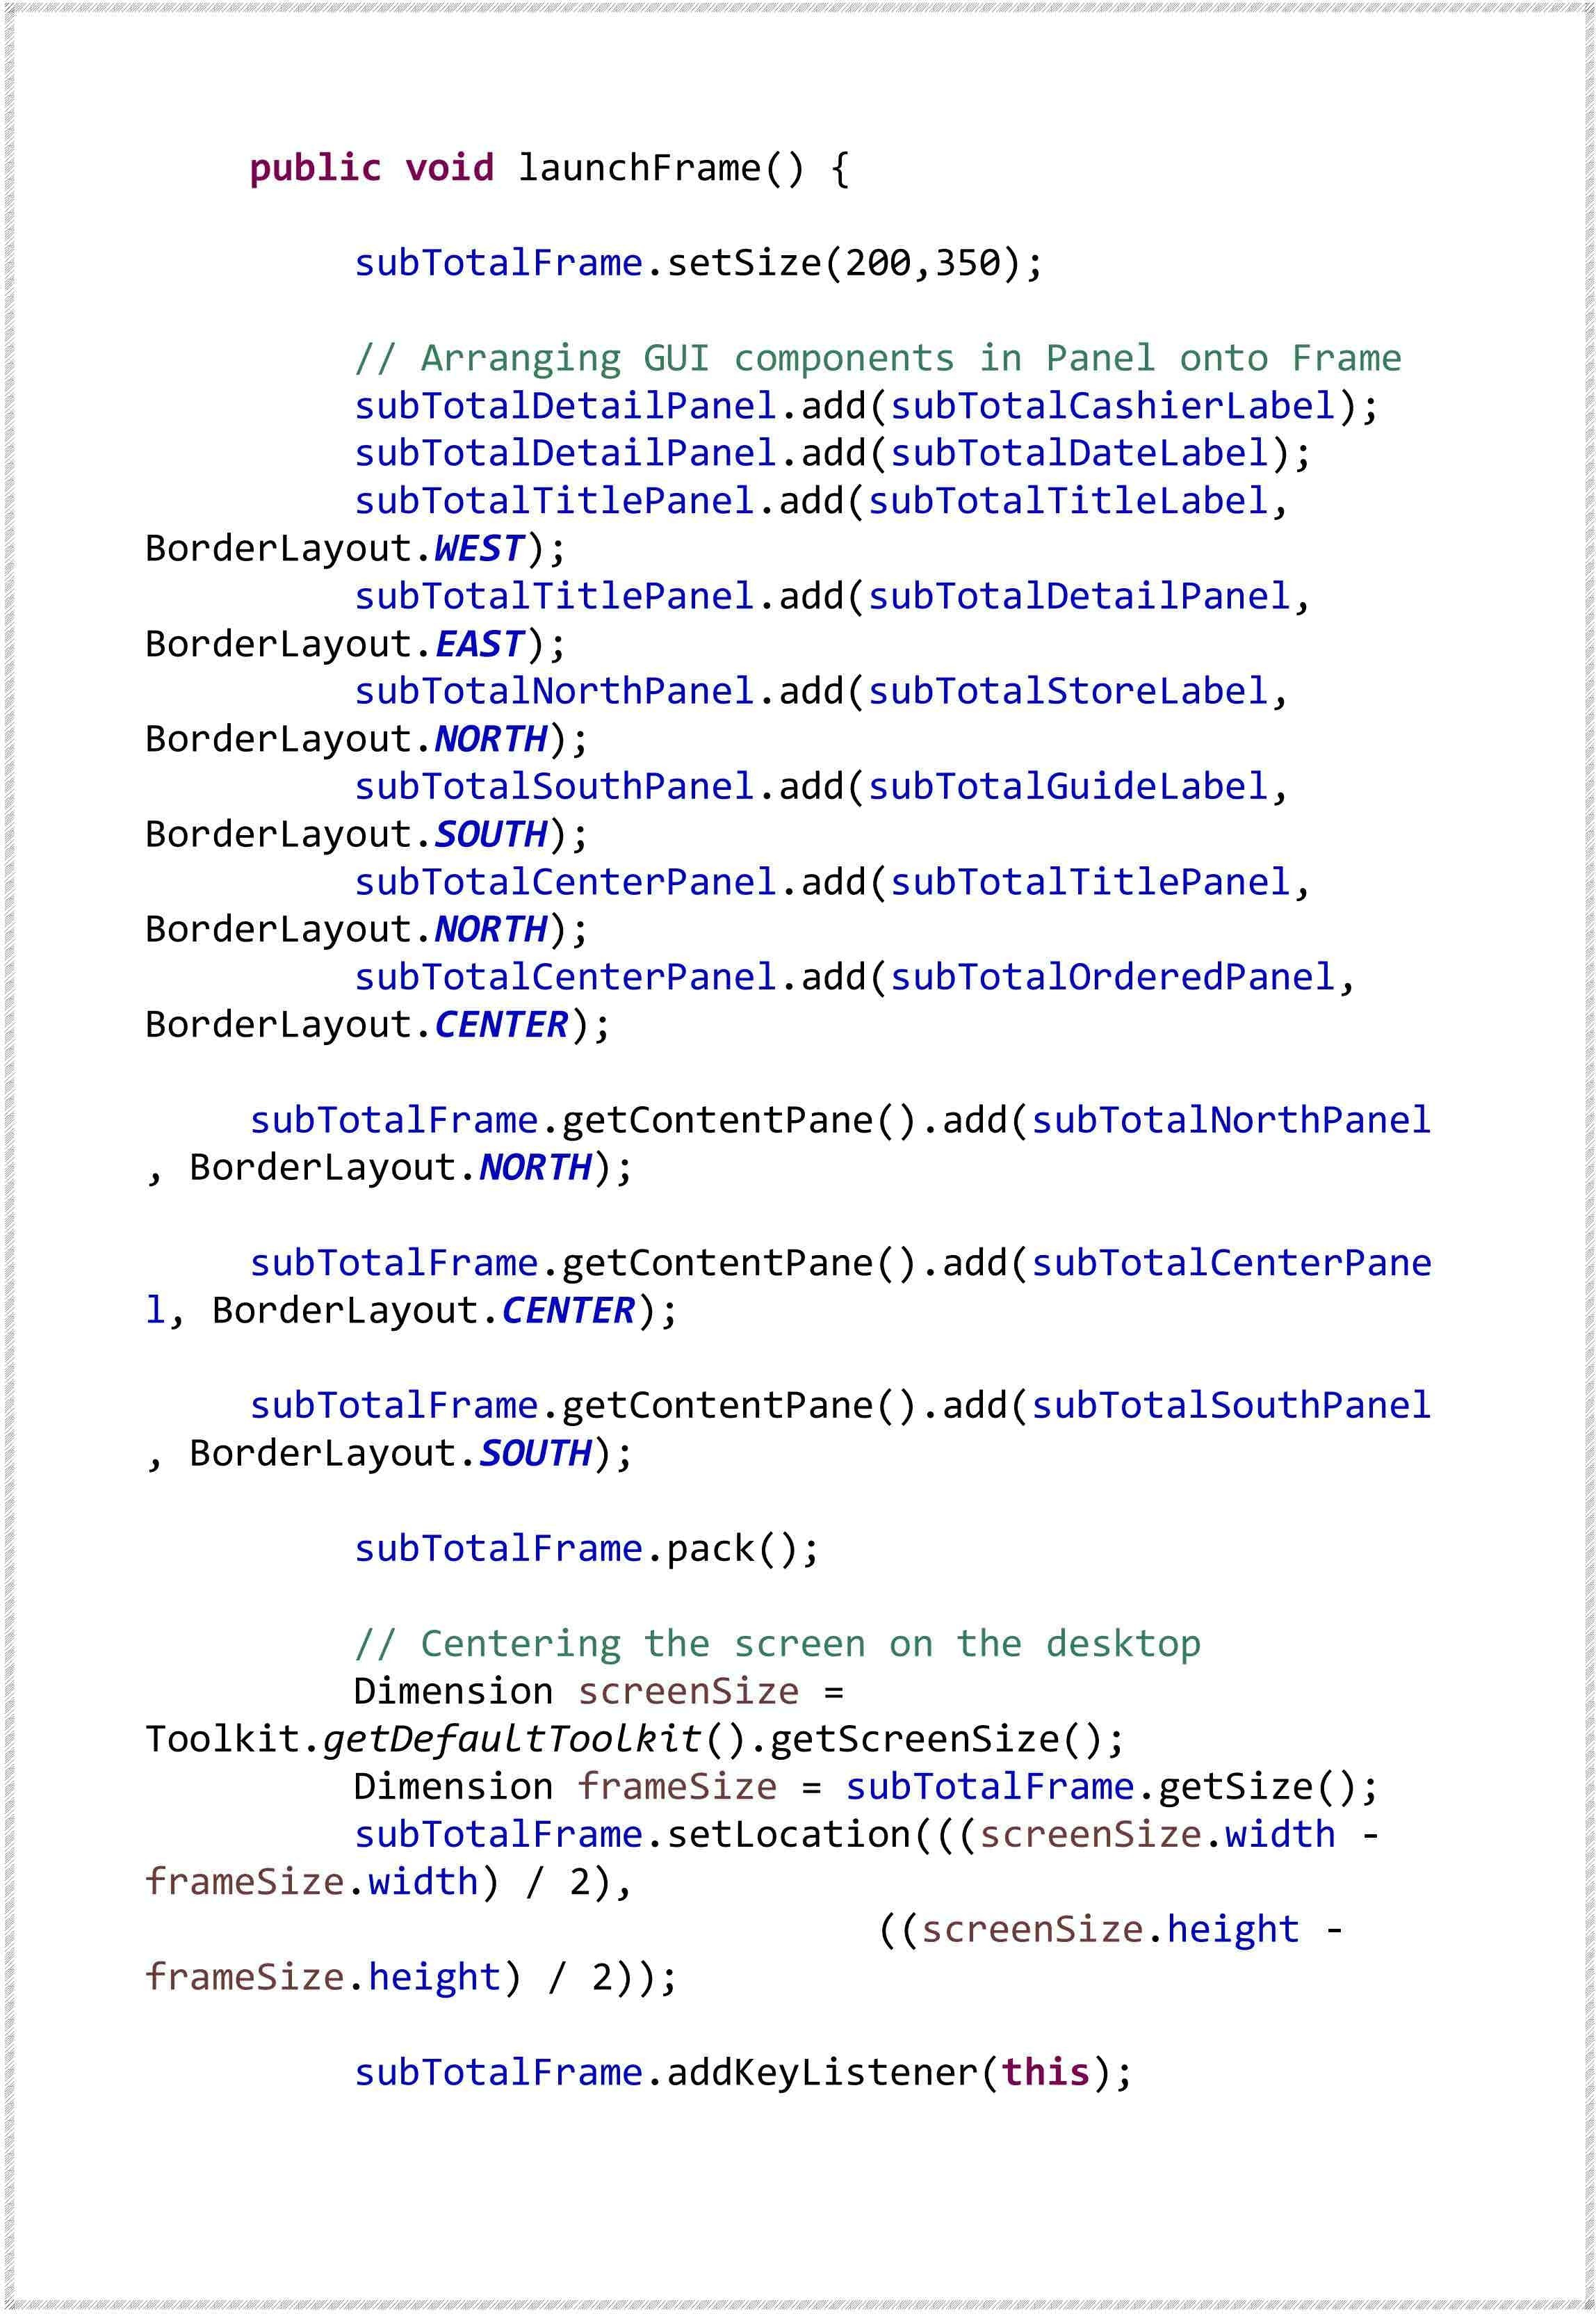 public void launchFrame() {
subTotalFrame.setSize(200,350);
// Arranging GUI components in Panel onto Frame
subTotalDetailPanel.add(subTotalCashierLabel);
subTotalDetailPanel.add(subTotalDateLabel);
subTotalTitlePanel.add(subTotalTitleLabel,
BorderLayout.WEST);
subTotalTitlePanel.add(subTotalDetailPanel,
BorderLayout.EAST);
subTotalNorthPanel.add(subTotalStoreLabel,
BorderLayout.NORTH);
subTotalSouthPanel.add(subTotalGuideLabel,
BorderLayout.SOUTH);
subTotalCenterPanel.add(subTotalTitlePanel,
BorderLayout.NORTH);
subTotalCenterPanel.add(subTotalOrderedPanel,
BorderLayout.CENTER);
subTotalFrame.getContentPane().add(subTotalNorthPanel
, BorderLayout.NORTH);
subTotalFrame.getContentPane().add(subTotalCenterPane
l, BorderLayout.CENTER);
subTotalFrame.getContentPane().add(subTotalSouthPanel
, BorderLayout.SOUTH);
subTotalFrame.pack();
// Centering the screen on the desktop
Dimension screenSize =
Toolkit.getDefaultToolkit().getScreenSize();
Dimension frameSize = subTotalFrame.getSize();
subTotalFrame.setLocation(((screenSize.width -
frameSize.width) / 2),
((screenSize.height -
frameSize.height) / 2));
subTotalFrame.addKeyListener(this);